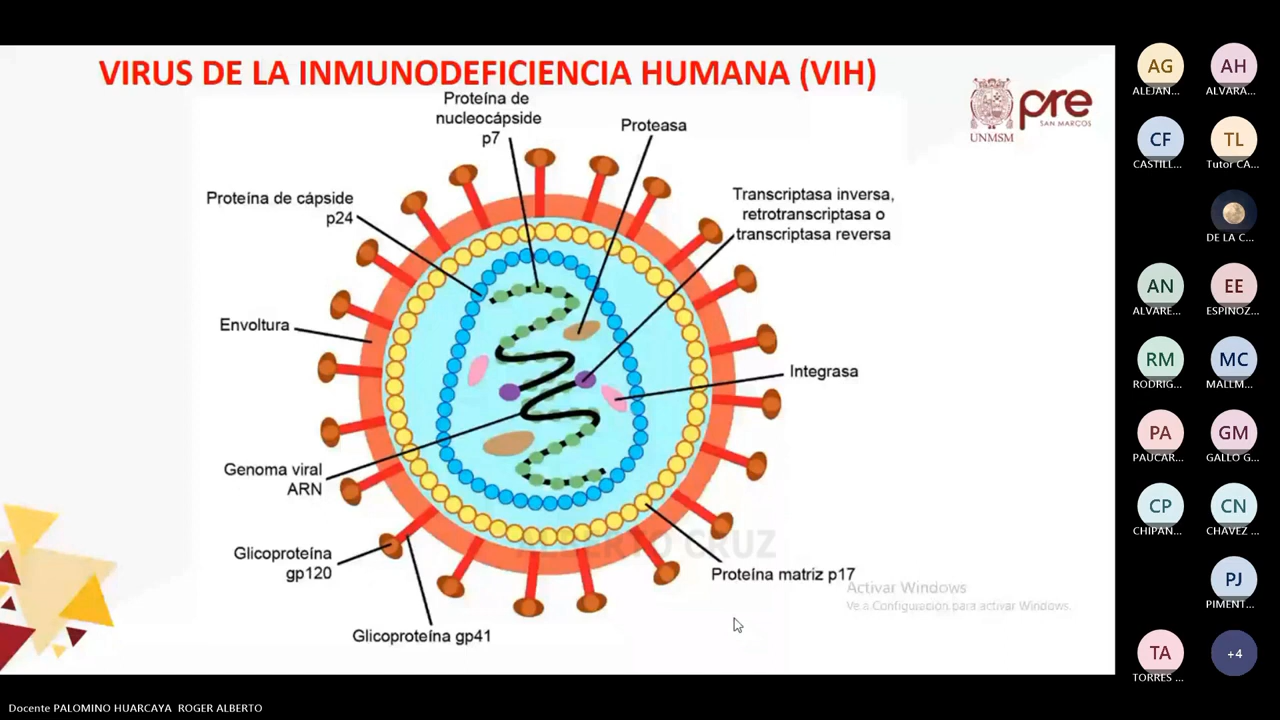 VIRUS DE LA INMUNODEFICIENCIA HUMANA (VIH)
UNMSM
pre
SAN MARCOS
Proteína de
nucleocápside
p7
Proteasa
Proteína de cápside
p24
Transcriptasa inversa,
retrotranscriptasa o
transcriptasa reversa
Envoltura
Integrasa
Genoma viral
ARN
Glicoproteína
gp120
Proteína matriz p17
Glicoproteína gp41
ALBERTO CRUZ
Activar Windows
Ve a Configuración para activar Windows.
AG
ALEJAN...
AH
ALVARA...
CF
CASTILL...
TL
Tutor CA...
DE LA C...
AN
ALVARE...
EE
ESPINOZ...
RM
RODRIG...
MC
MALLM...
PA
PAUCAR...
GM
GALLO G...
CP
CHIPAN...
CN
CHÁVEZ ...
PJ
PIMENT...
TA
TORRES ...
+4
Docente PALOMINO HUARCAYA ROGER ALBERTO